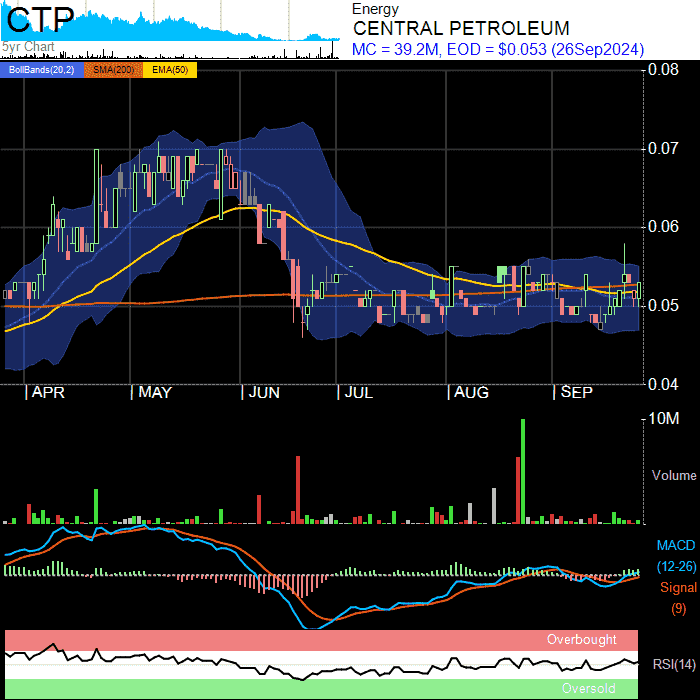 CTP
5yr Chart
Energy
CENTRAL PETROLEUM
MC = 39.2M, EOD = $0.053 (26Sep2024)
BollBands(20,2) SMA(200) EMA(50)
0.08
0.07
0.06
0.05
0.04
APR MAY JUN JUL AUG SEP
10M
Volume
MACD
(12-26)
Signal
(9)
Overbought
RSI(14)
Oversold